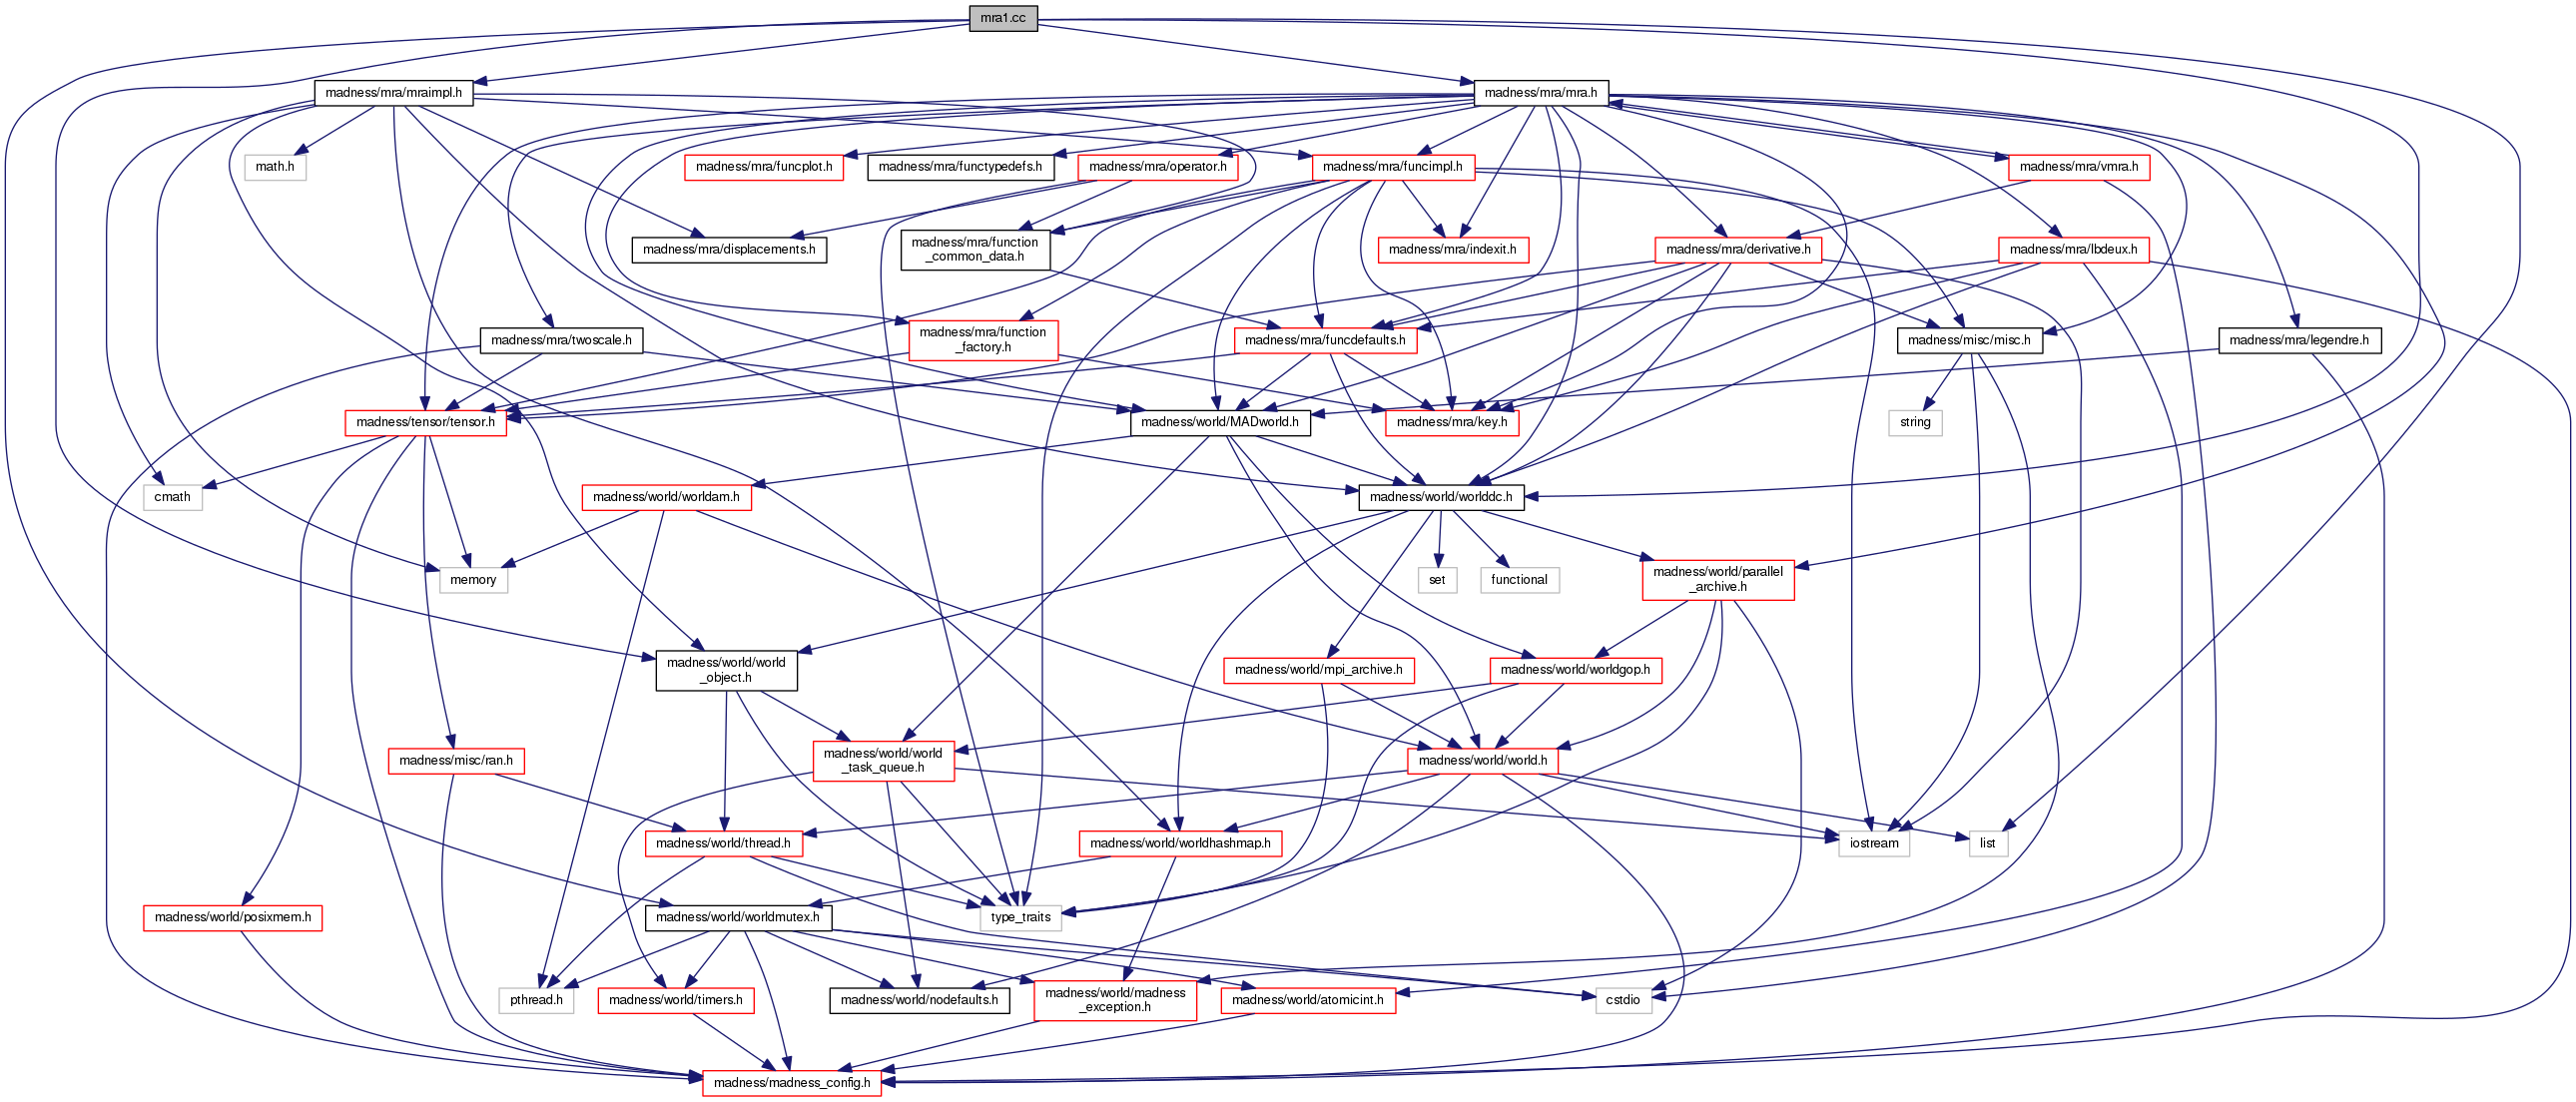 mra1.cc
madness/mra/mraimpl.h
madness/mra/mra.h
math.h
madness/mra/funcplot.h
madness/mra/functypedefs.h
madness/mra/operator.h
madness/mra/funcimpl.h
madness/mra/vmra.h
madness/mra/displacements.h
madness/mra/function
_common_data.h
madness/mra/indexit.h
madness/mra/derivative.h
madness/mra/lbdeux.h
madness/mra/twoscale.h
madness/mra/function
_factory.h
madness/mra/funcdefaults.h
madness/misc/misc.h
madness/mra/legendre.h
madness/tensor/tensor.h
madness/world/MADworld.h
madness/mra/key.h
string
cmath
madness/world/worldam.h
madness/world/worlddc.h
memory
set
functional
madness/world/parallel
_archive.h
madness/world/world
_object.h
madness/world/mpi_archive.h
madness/world/worldgop.h
madness/misc/ran.h
madness/world/world
_task_queue.h
madness/world/world.h
madness/world/thread.h
madness/world/worldhashmap.h
iostream
list
madness/world/posixmem.h
madness/world/worldmutex.h
type_traits
pthread.h
madness/world/timers.h
madness/world/nodefaults.h
madness/world/madness
_exception.h
madness/world/atomicint.h
cstdio
madness/madness_config.h